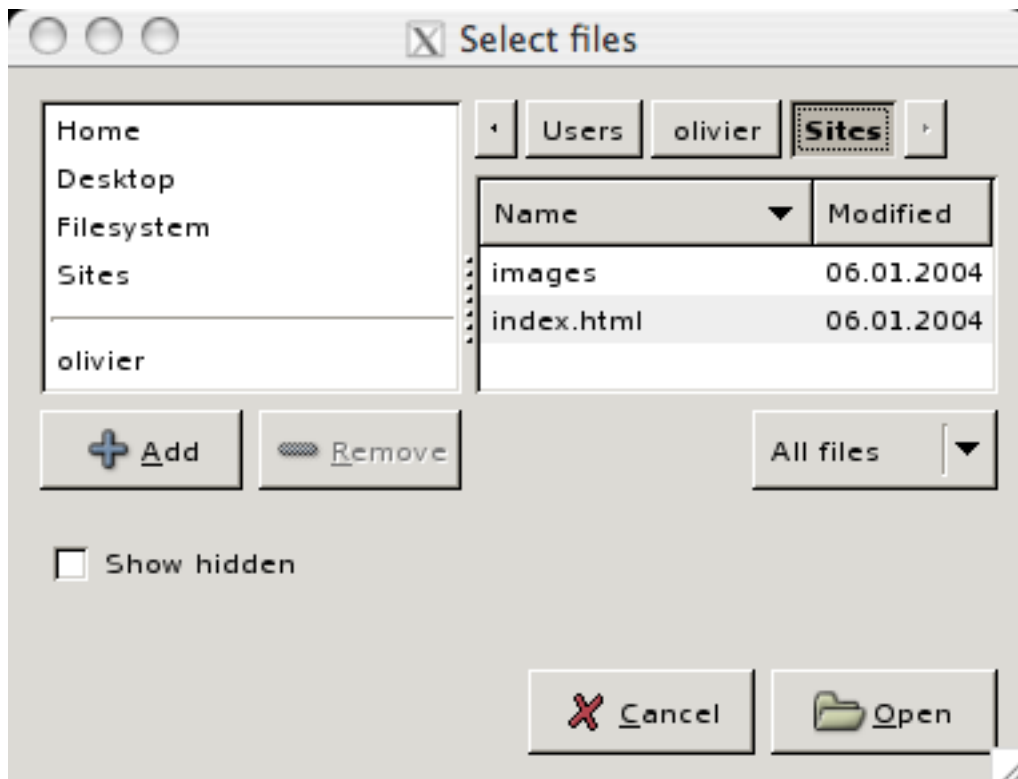 Select files
Home
Desktop
Filesystem
Sites
olivier
Users olivier Sites
Name Modified
images 06.01.2004
index.html 06.01.2004
Add Remove All files
Show hidden
Cancel Open